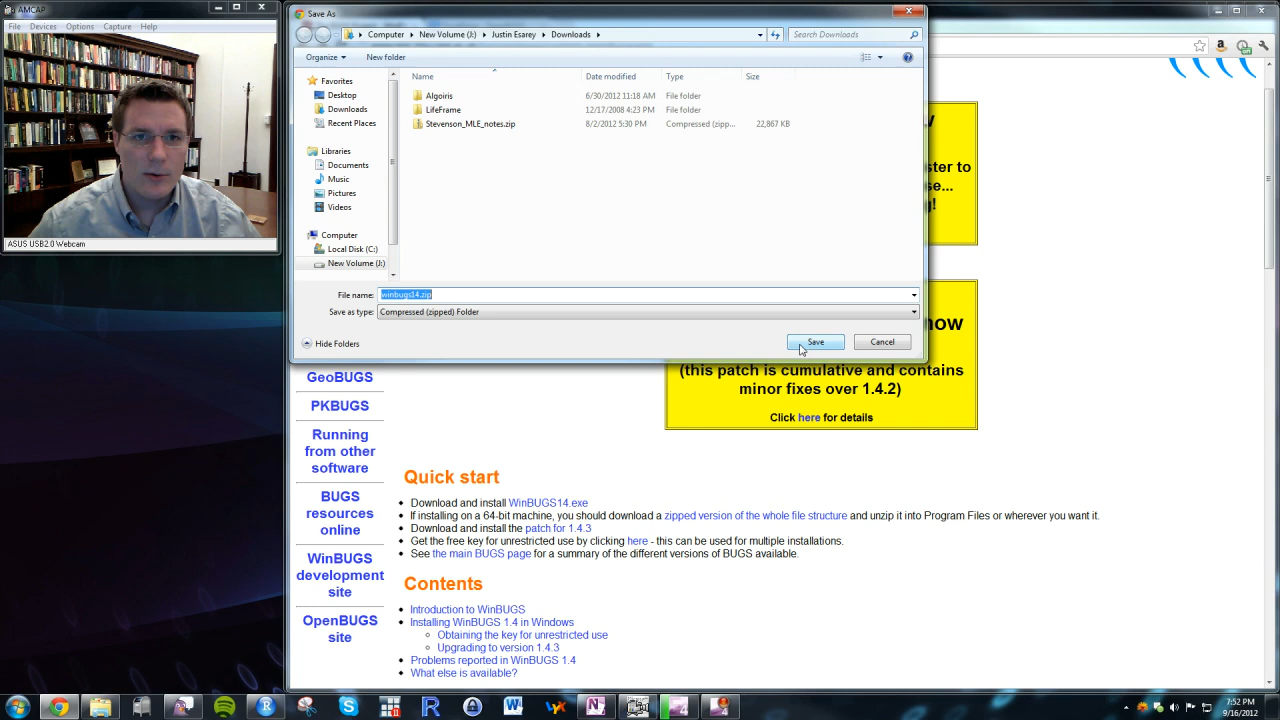 AMCAP
File Devices Options Capture Help
ASUS USB2.0 Webcam
Save As
Computer New Volume (J:) Justin Esarey Downloads
Search Downloads
Organize New folder
Favorites
Desktop
Downloads
Recent Places
Libraries
Documents
Music
Pictures
Videos
Computer
Local Disk (C:)
New Volume (J:)
Name Date modified Type Size
Algoiris 6/30/2012 11:18 AM File folder
LifeFrame 12/17/2008 4:23 PM File folder
Stevenson_MLE_notes.zip 8/2/2012 5:30 PM Compressed (zipp... 22,867 KB
File name: winbugs14.zip
Save as type: Compressed (zipped) Folder
Hide Folders
Save Cancel
ster to
se...
g!
now
(this patch is cumulative and contains
minor fixes over 1.4.2)
Click here for details
GeoBUGS
PKBUGS
Running
from other
software
BUGS
resources
online
WinBUGS
development
site
OpenBUGS
site
Quick start
Download and install WinBUGS14.exe
If installing on a 64-bit machine, you should download a zipped version of the whole file structure and unzip it into Program Files or wherever you want it.
Download and install the patch for 1.4.3
Get the free key for unrestricted use by clicking here - this can be used for multiple installations.
See the main BUGS page for a summary of the different versions of BUGS available.
Contents
Introduction to WinBUGS
Installing WinBUGS 1.4 in Windows
Obtaining the key for unrestricted use
Upgrading to version 1.4.3
Problems reported in WinBUGS 1.4
What else is available?
7:52 PM
9/16/2012